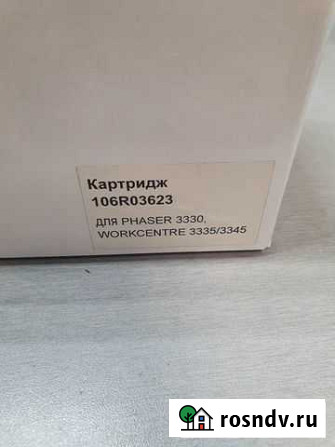 Картридж
106R03623
ДЛЯ PHASER 3330,
WORKCENTRE 3335/3345
rosndv.ru